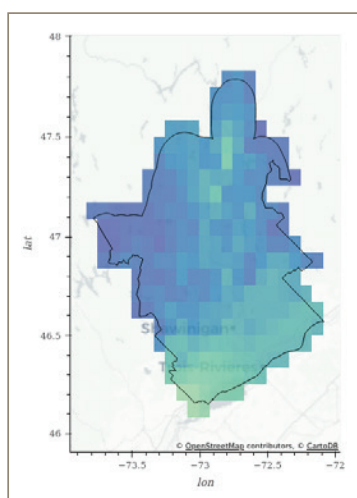 48
47.5
47
lat
46.5
Shawinigan
Trois-Rivières
46
© OpenStreetMap contributors, © CartoDB
−73.5
−73
−72.5
−72
lon